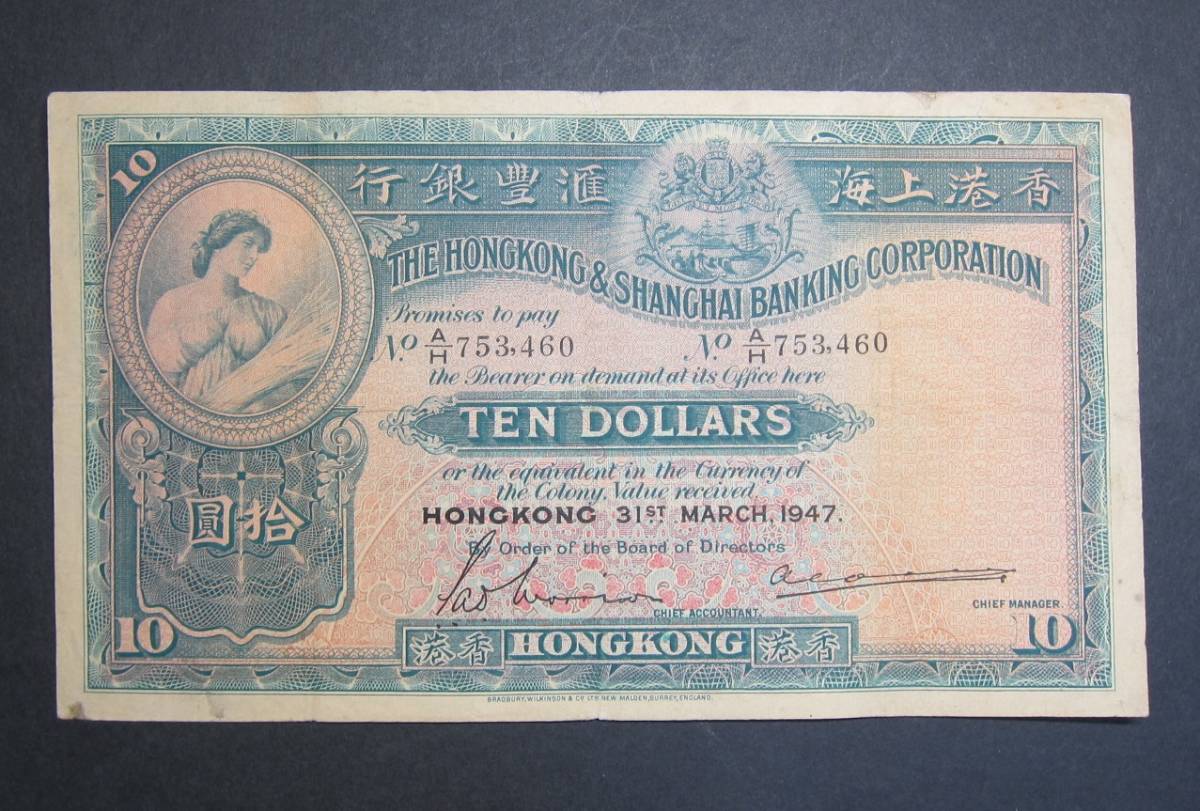 10
香港上海滙豐銀行
THE HONGKONG & SHANGHAI BANKING CORPORATION
Promises to pay
No. A/H 753,460 No. A/H 753,460
the Bearer on demand at its Office here
TEN DOLLARS
or the equivalent in the Currency of
the Colony, Value received
HONGKONG 31ST MARCH, 1947.
By Order of the Board of Directors
拾圓
CHIEF ACCOUNTANT.
CHIEF MANAGER.
10 香港 HONGKONG 香港 10
BRADBURY, WILKINSON & Co LTD NEW MALDEN, SURREY, ENGLAND.